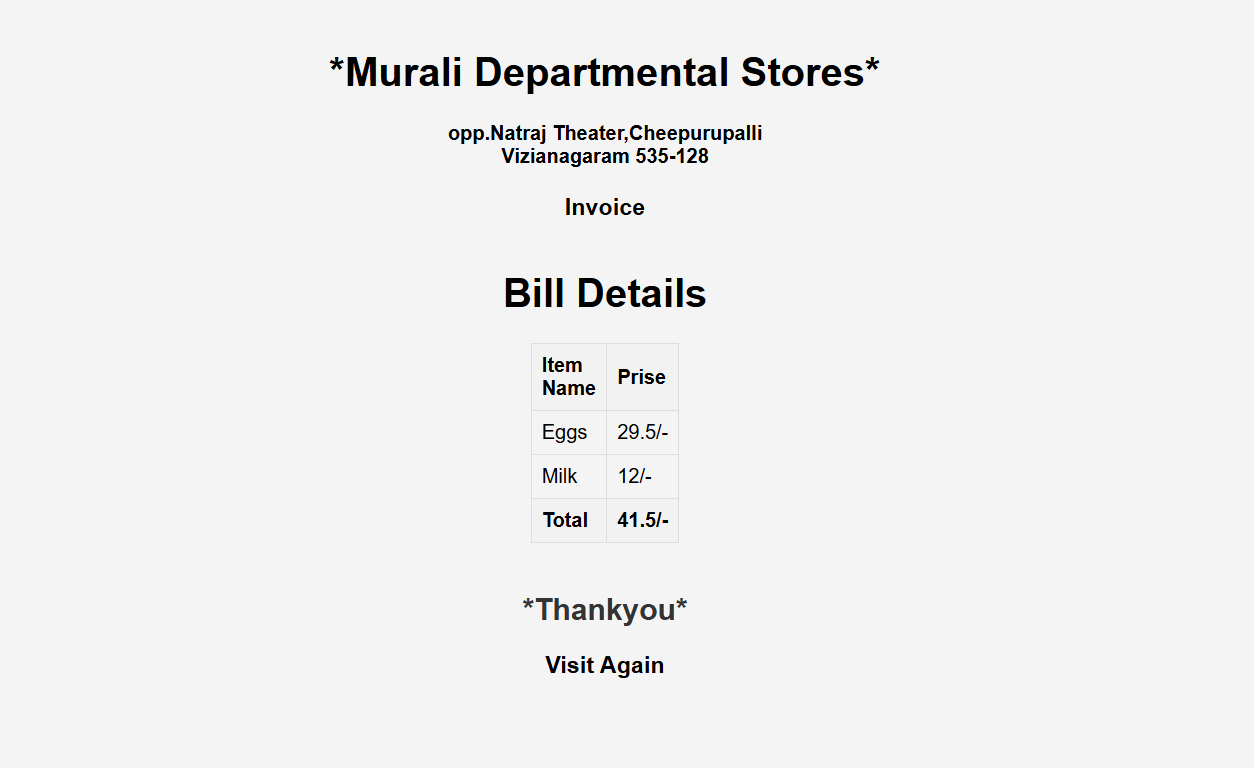 *Murali Departmental Stores*
opp.Natraj Theater,Cheepurupalli
Vizianagaram 535-128
Invoice
Bill Details
Item
Name
Prise
Eggs 29.5/-
Milk 12/-
Total 41.5/-
*Thankyou*
Visit Again